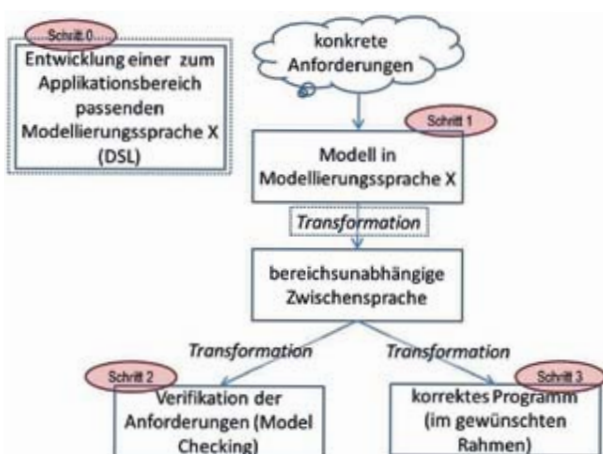 Schritt 0
Entwicklung einer zum
Applikationsbereich
passenden
Modellierungssprache X
(DSL)
konkrete
Anforderungen
Schritt 1
Modell in
Modellierungssprache X
Transformation
bereichsunabhängige
Zwischensprache
Transformation
Transformation
Schritt 2
Verifikation der
Anforderungen (Model
Checking)
Schritt 3
korrektes Programm
(im gewünschten
Rahmen)